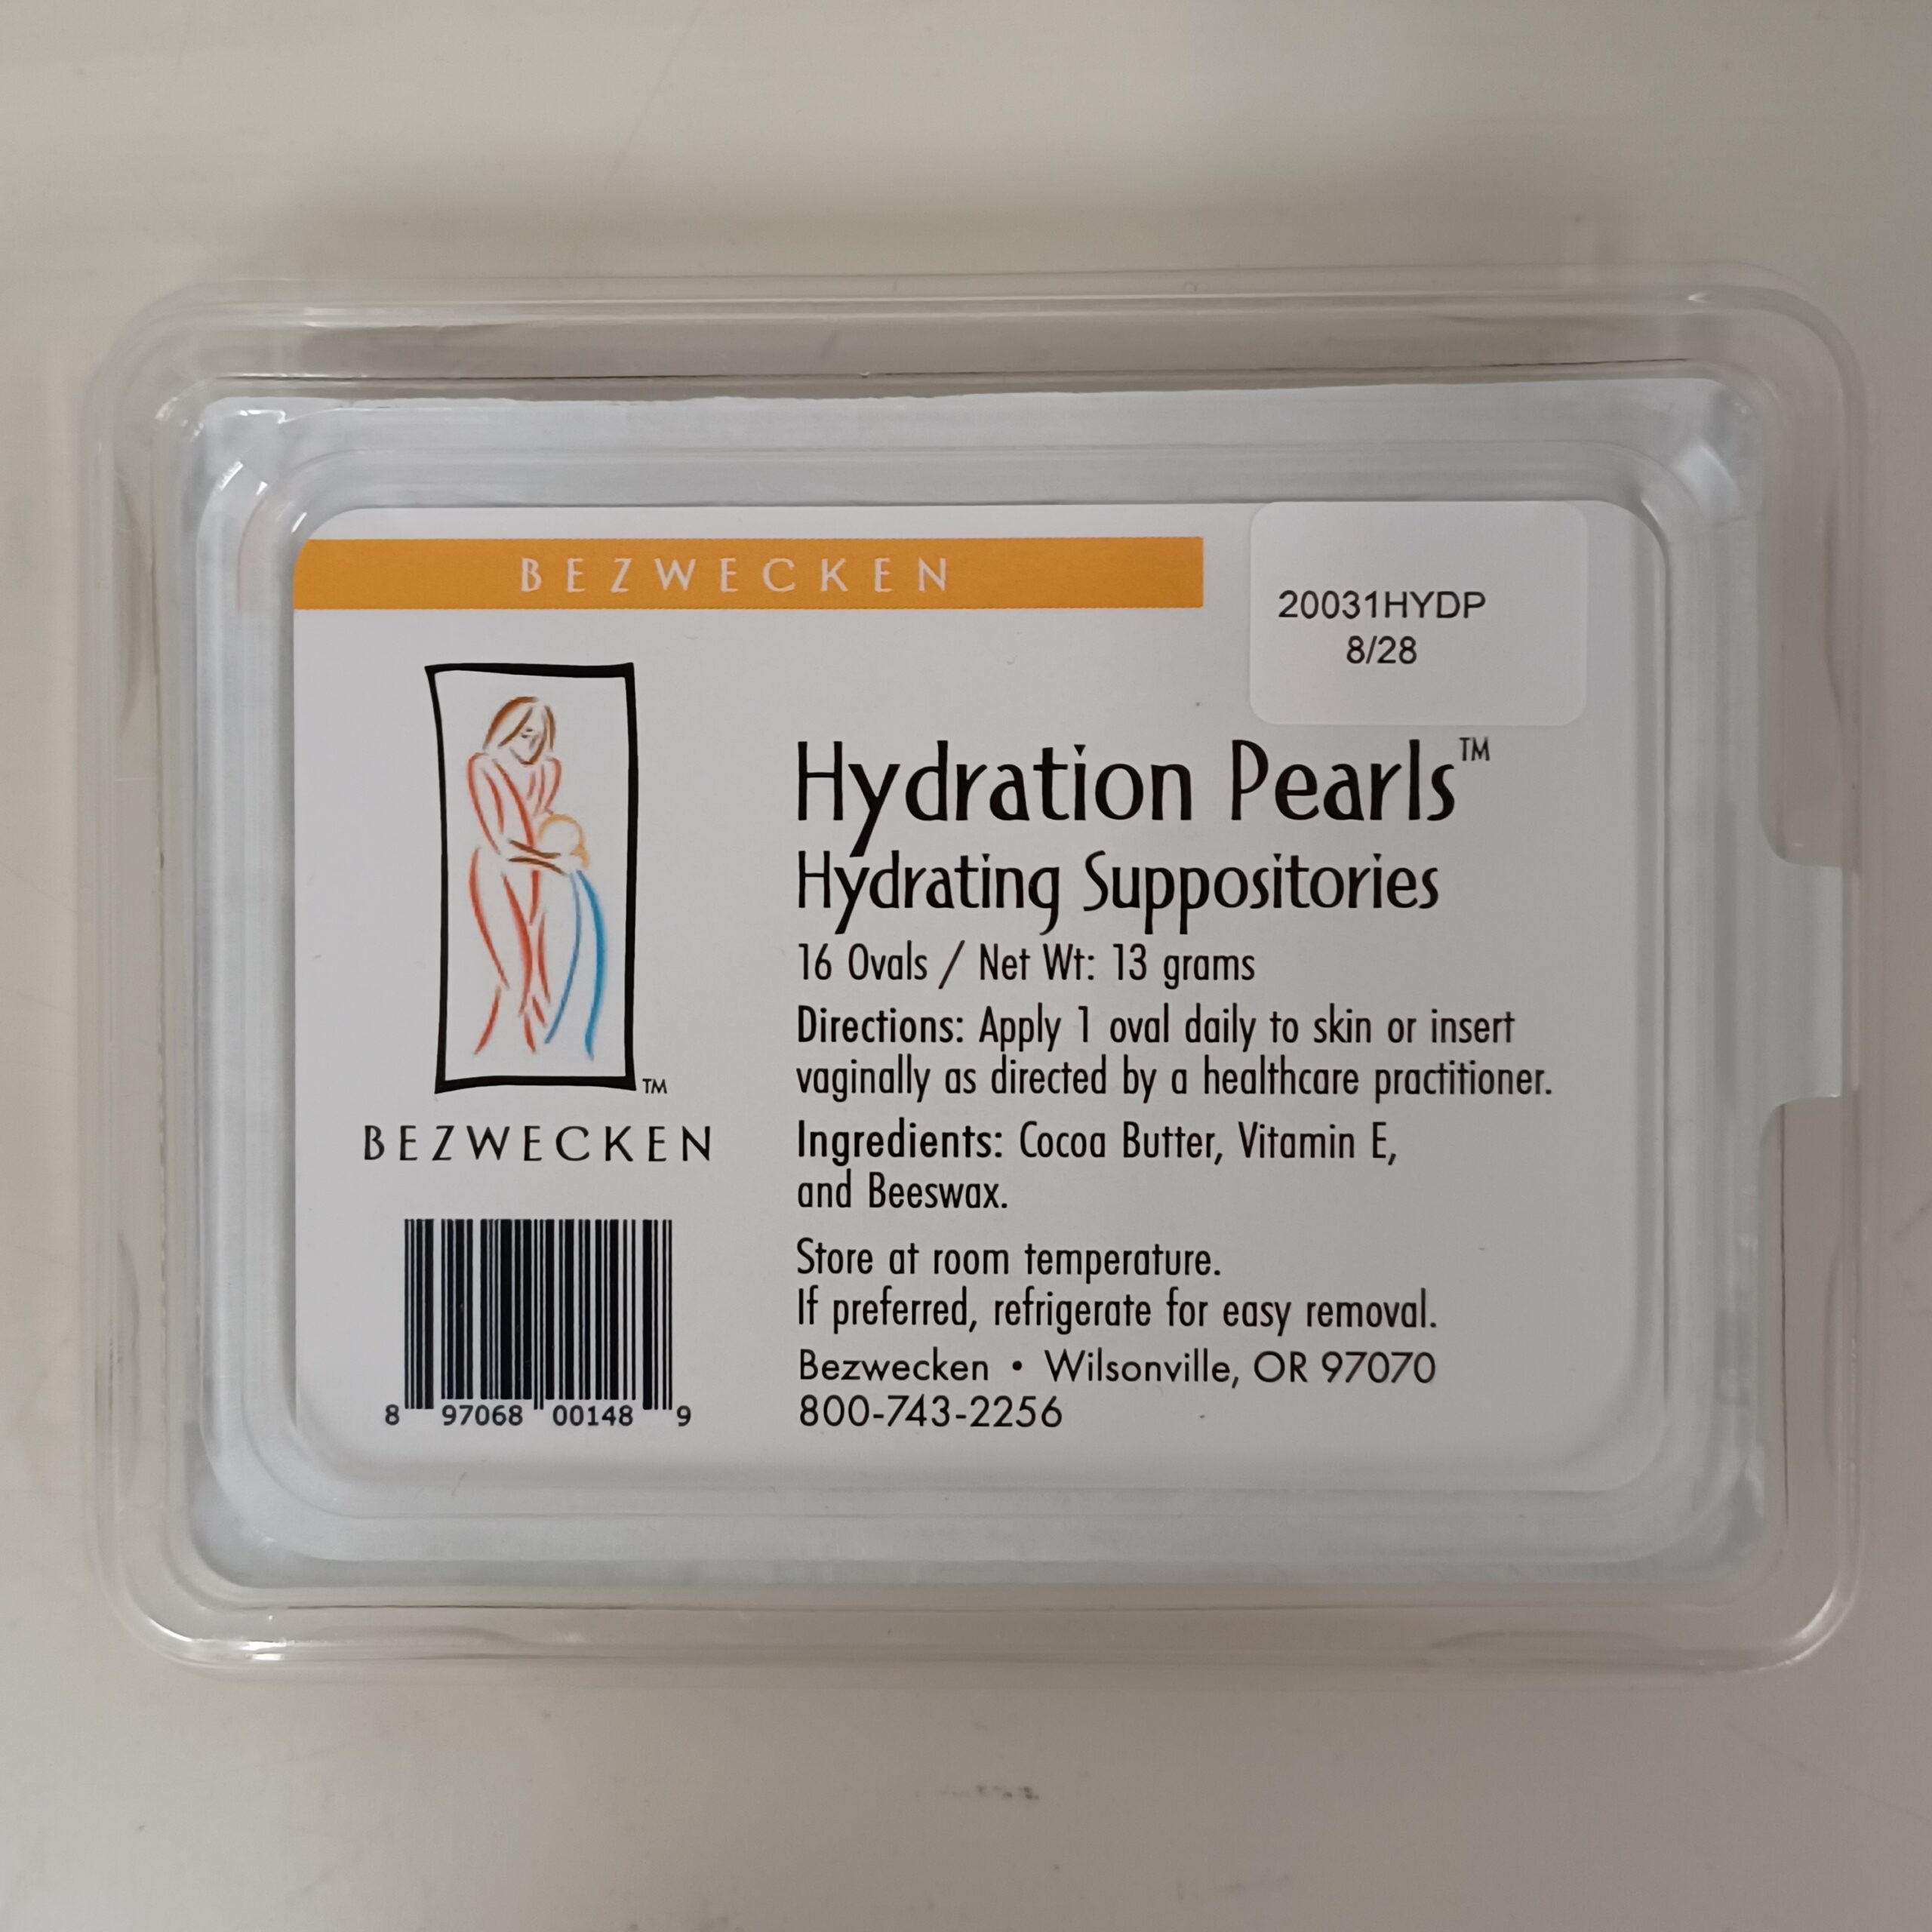 BEZWECKEN
20031HYDP
8/28
Hydration Pearls™
Hydrating Suppositories
16 Ovals / Net Wt: 13 grams
Directions: Apply 1 oval daily to skin or insert
vaginally as directed by a healthcare practitioner.
Ingredients: Cocoa Butter, Vitamin E,
and Beeswax.
Store at room temperature.
If preferred, refrigerate for easy removal.
Bezwecken • Wilsonville, OR 97070
800-743-2256
TM
BEZWECKEN
8 97068 00148 9